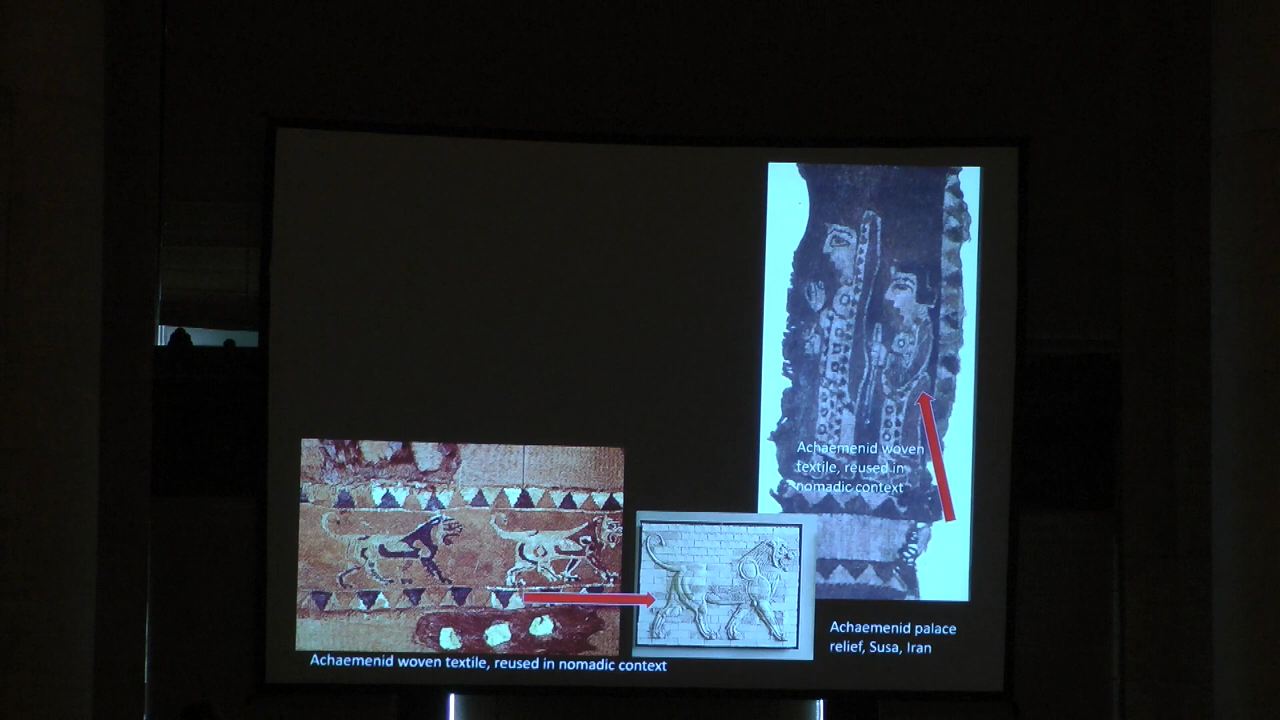 Achaemenid woven
textile, reused in
nomadic context
Achaemenid palace
relief, Susa, Iran
Achaemenid woven textile, reused in nomadic context